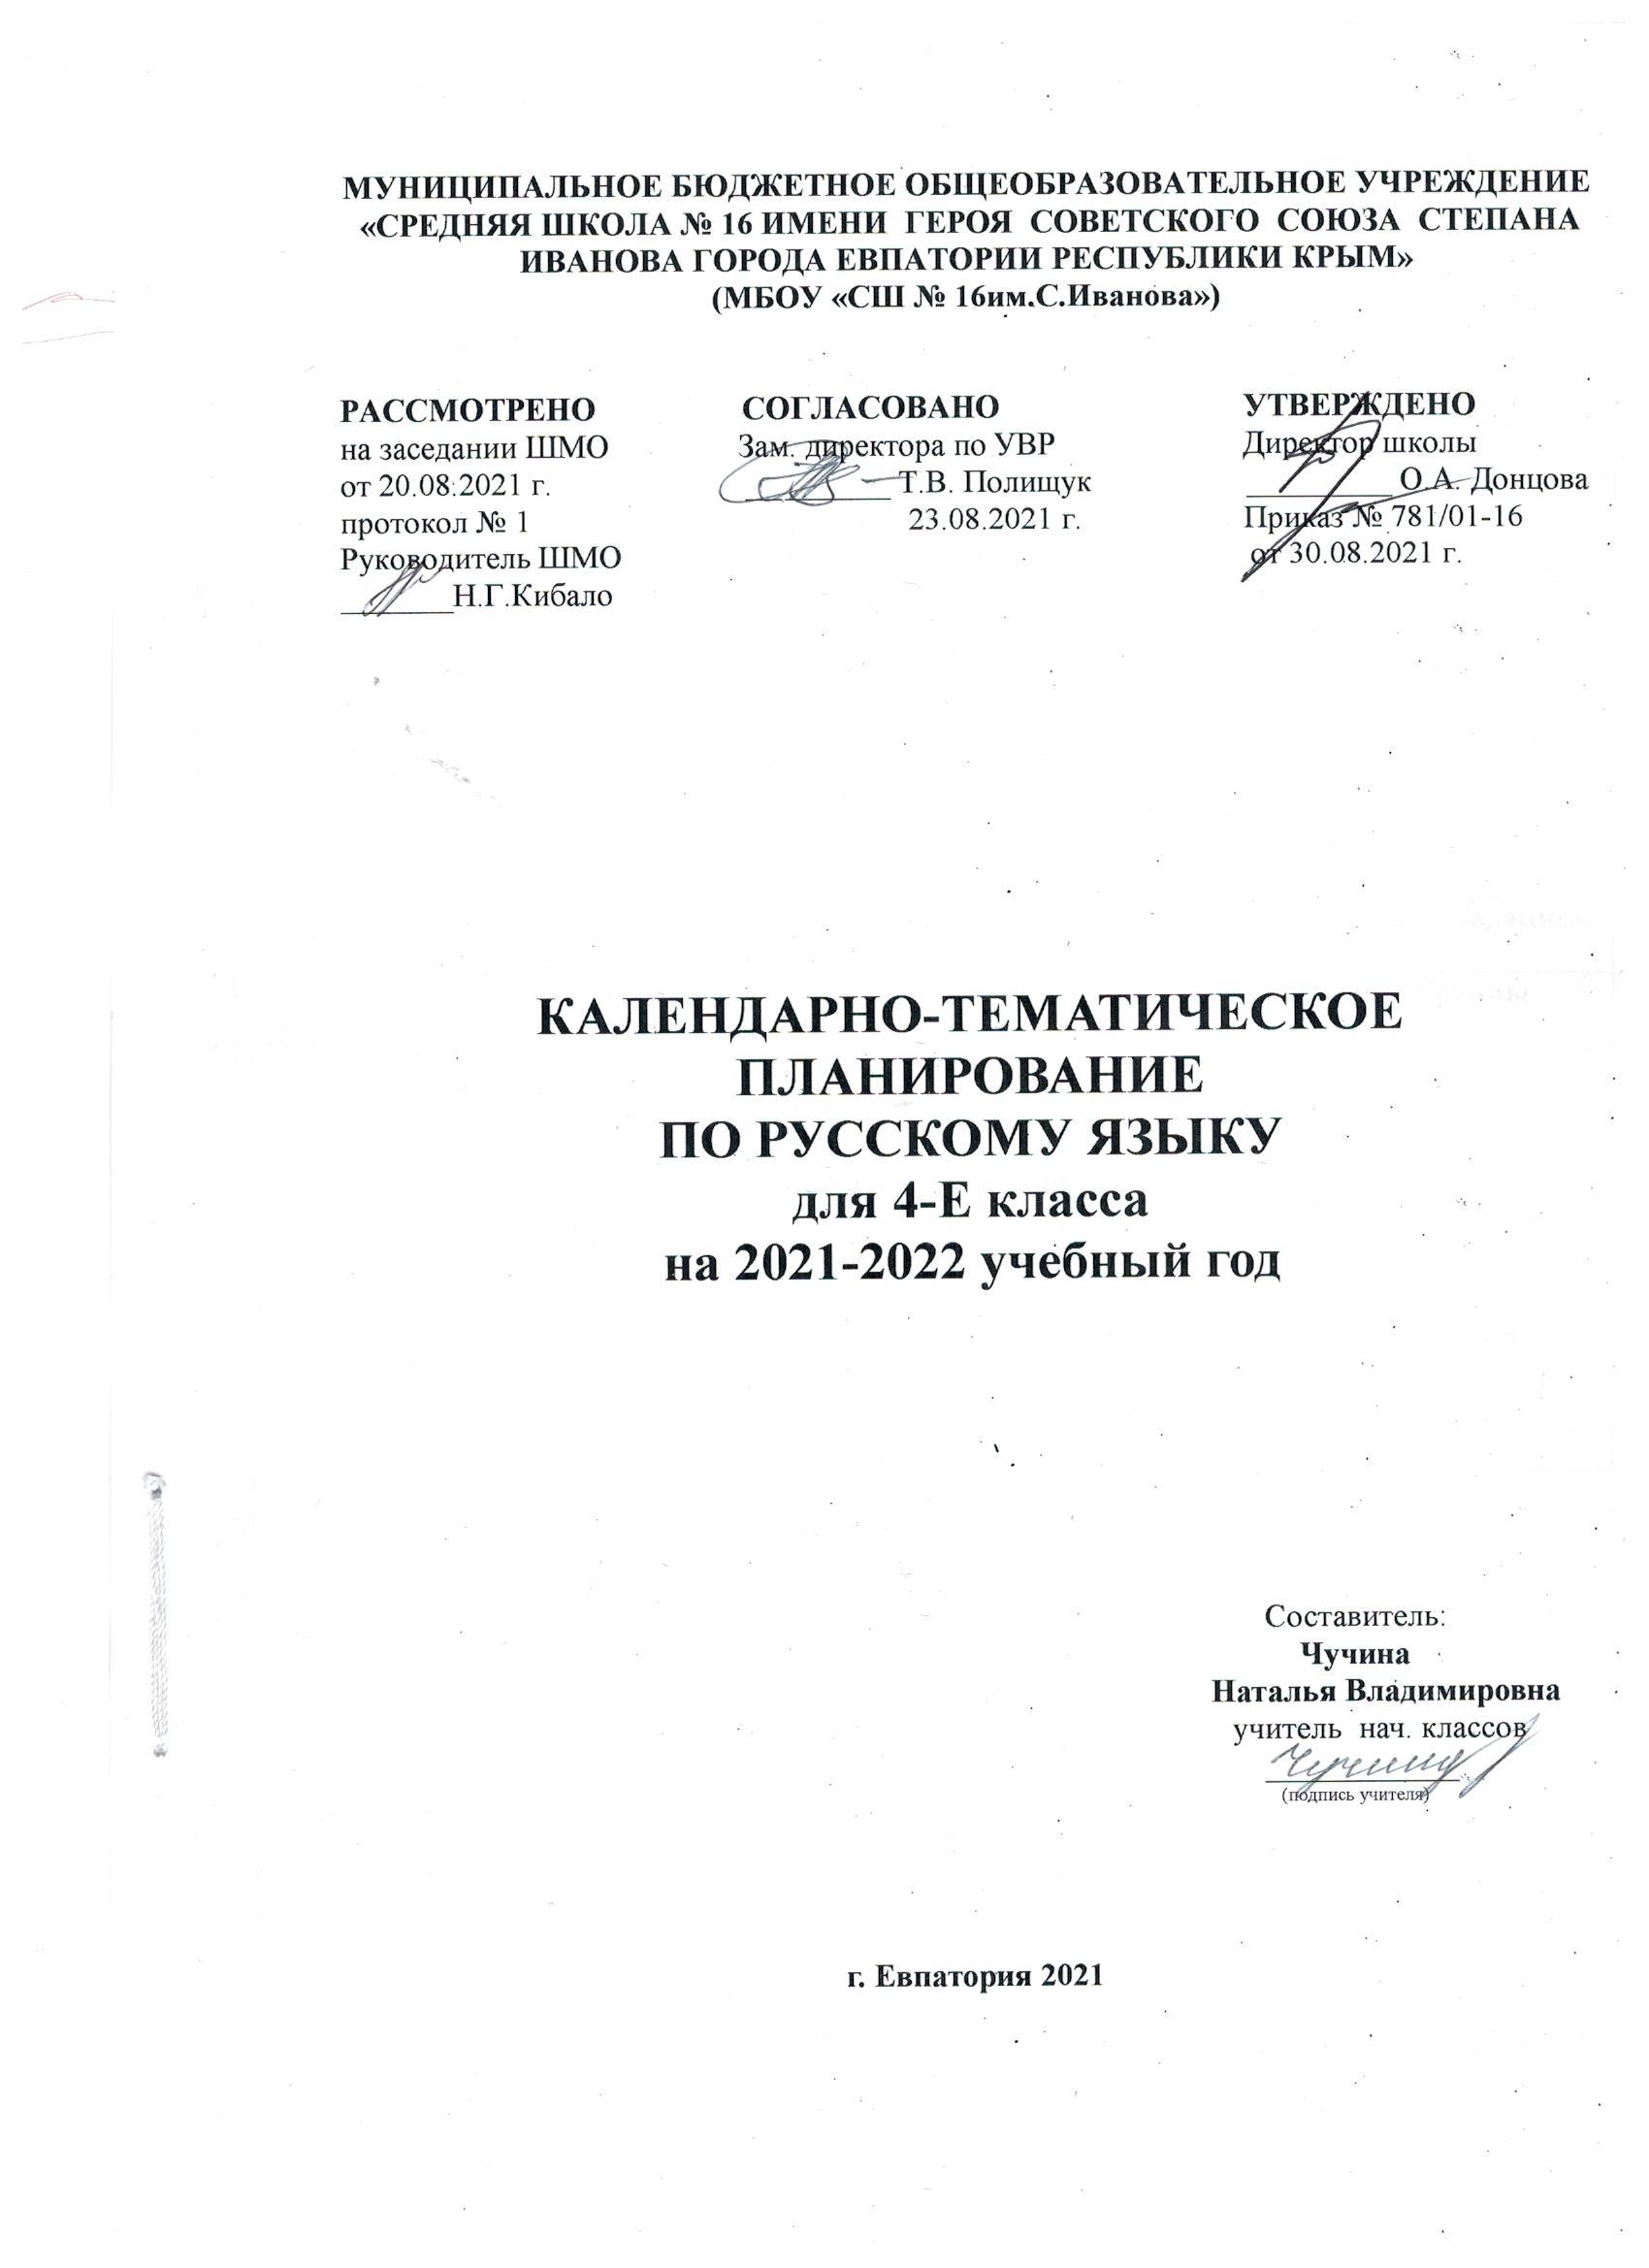 МУНИЦИПАЛЬНОЕ БЮДЖЕТНОЕ ОБЩЕОБРАЗОВАТЕЛЬНОЕ УЧРЕЖДЕНИЕ
«СРЕДНЯЯ ШКОЛА № 16 ИМЕНИ ГЕРОЯ СОВЕТСКОГО СОЮЗА СТЕПАНА
ИВАНОВА ГОРОДА ЕВПАТОРИИ РЕСПУБЛИКИ КРЫМ»
(МБОУ «СШ № 16им.С.Иванова»)
РАССМОТРЕНО
на заседании ШМО
от 20.08.2021 г.
протокол № 1
Руководитель ШМО
________Н.Г.Кибало
СОГЛАСОВАНО
Зам. директора по УВР
__________ Т.В. Полищук
23.08.2021 г.
УТВЕРЖДЕНО
Директор школы
__________ О.А. Донцова
Приказ № 781/01-16
от 30.08.2021 г.
КАЛЕНДАРНО-ТЕМАТИЧЕСКОЕ
ПЛАНИРОВАНИЕ
ПО РУССКОМУ ЯЗЫКУ
для 4-Е класса
на 2021-2022 учебный год
Составитель:
Чучина
Наталья Владимировна
учитель нач. классов
Чучина
(подпись учителя)
г. Евпатория 2021